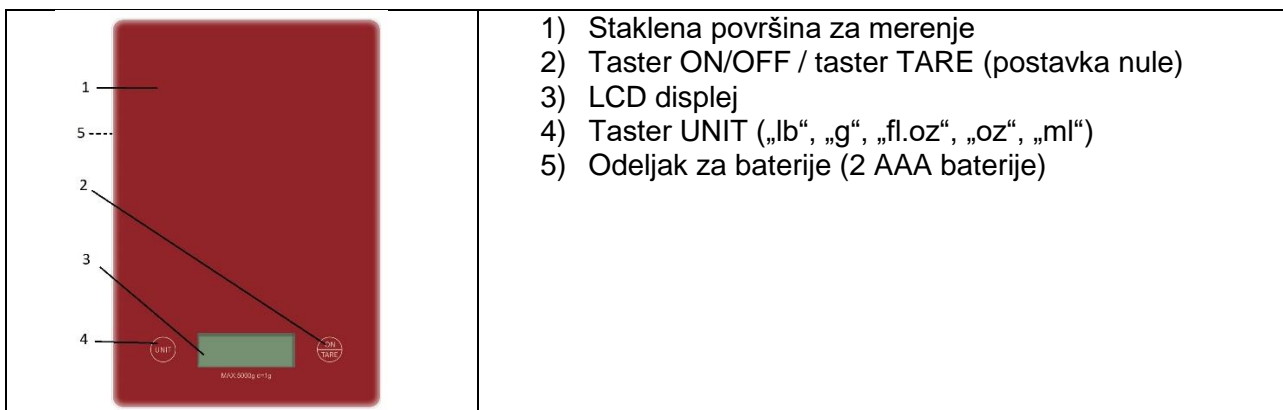 1) Staklena površina za merenje
2) Taster ON/OFF / taster TARE (postavka nule)
3) LCD displej
4) Taster UNIT („lb“, „g“, „fl.oz“, „oz“, „ml“)
5) Odeljak za baterije (2 AAA baterije)
1
5
2
3
4
UNIT
ON
TARE
MAX:5000g d=1g